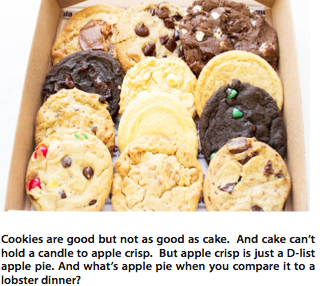 Cookies are good but not as good as cake.  And cake can't
hold a candle to apple crisp.  But apple crisp is just a D-list
apple pie. And what's apple pie when you compare it to a
lobster dinner?